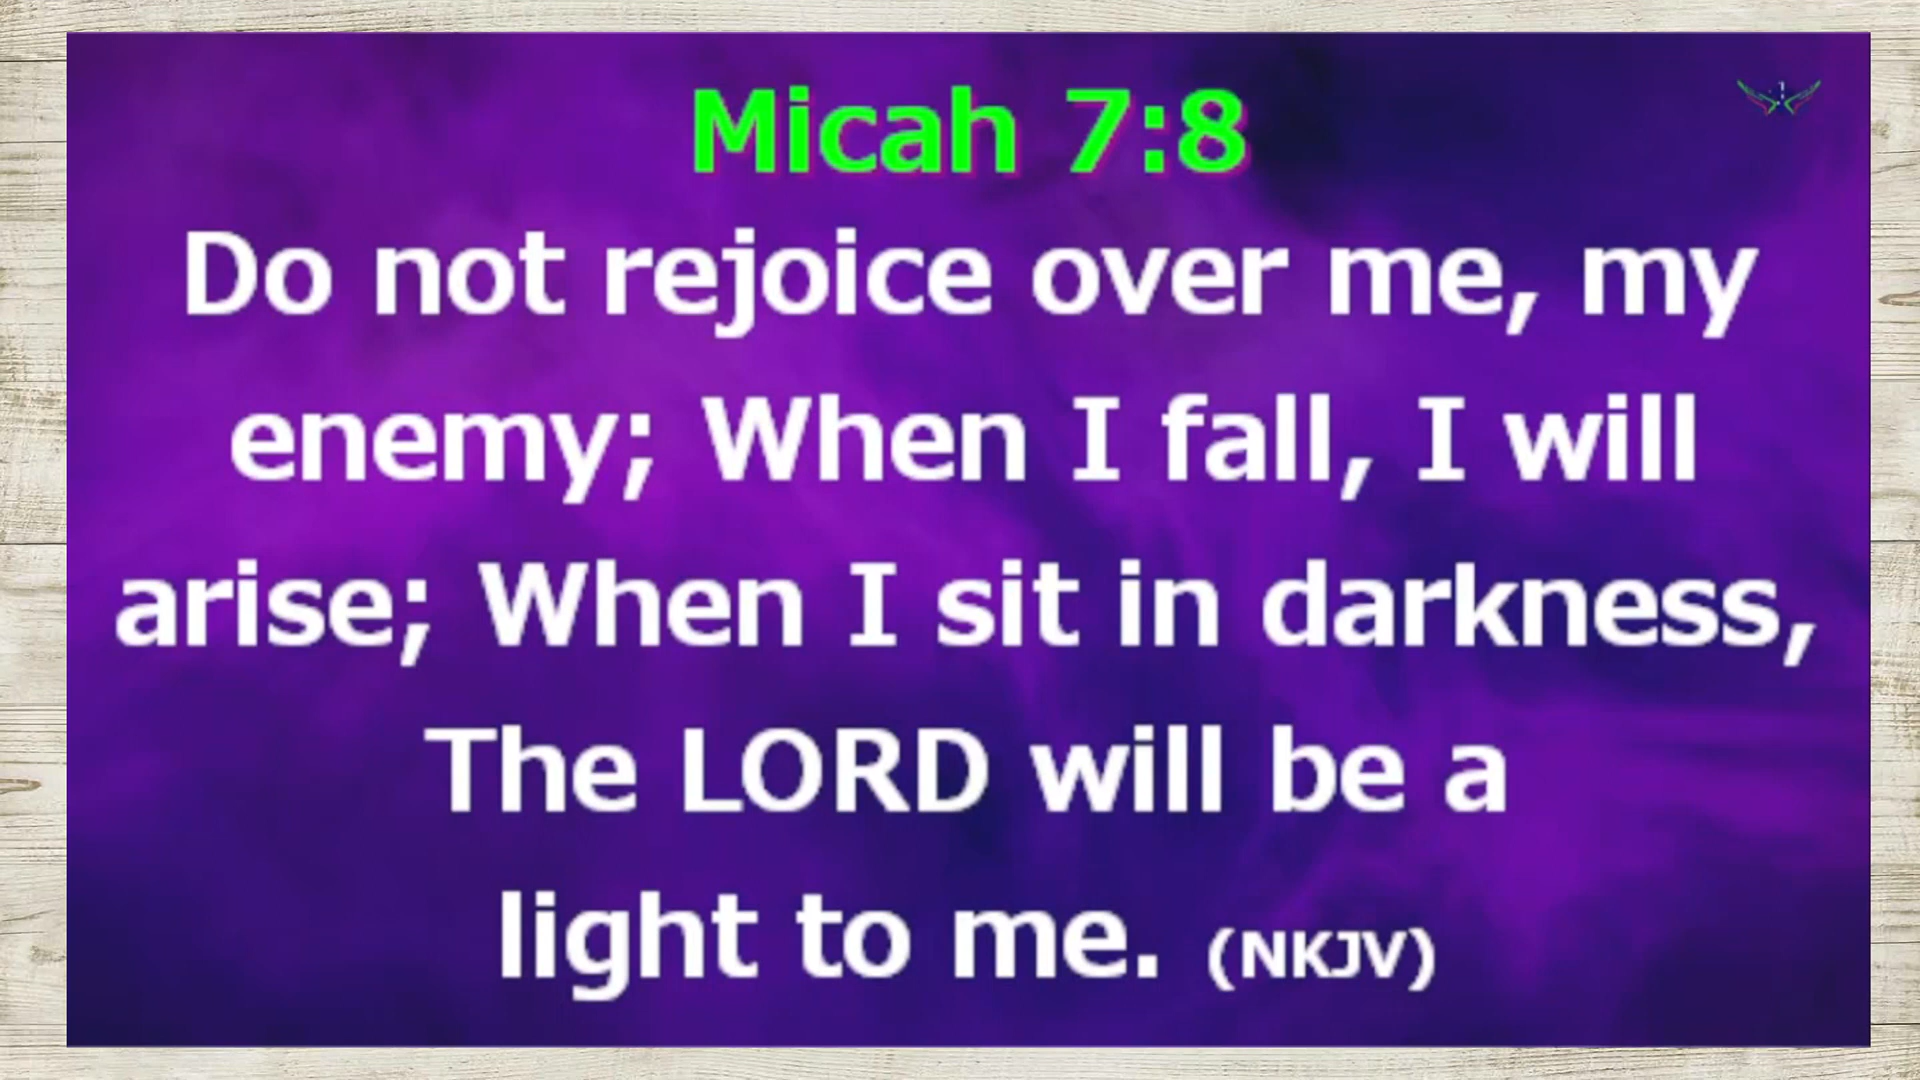 Micah 7:8
Do not rejoice over me, my
enemy; When I fall, I will
arise; When I sit in darkness,
The LORD will be a
light to me. (NKJV)